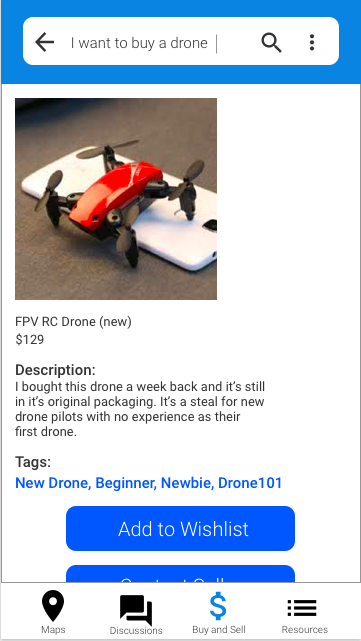 I want to buy a drone
FPV RC Drone (new)
$129
Description:
I bought this drone a week back and it's still
in it's original packaging. It's a steal for new
drone pilots with no experience as their
first drone.
Tags:
New Drone, Beginner, Newbie, Drone101
Add to Wishlist
Maps
Discussions
Buy and Sell
Resources